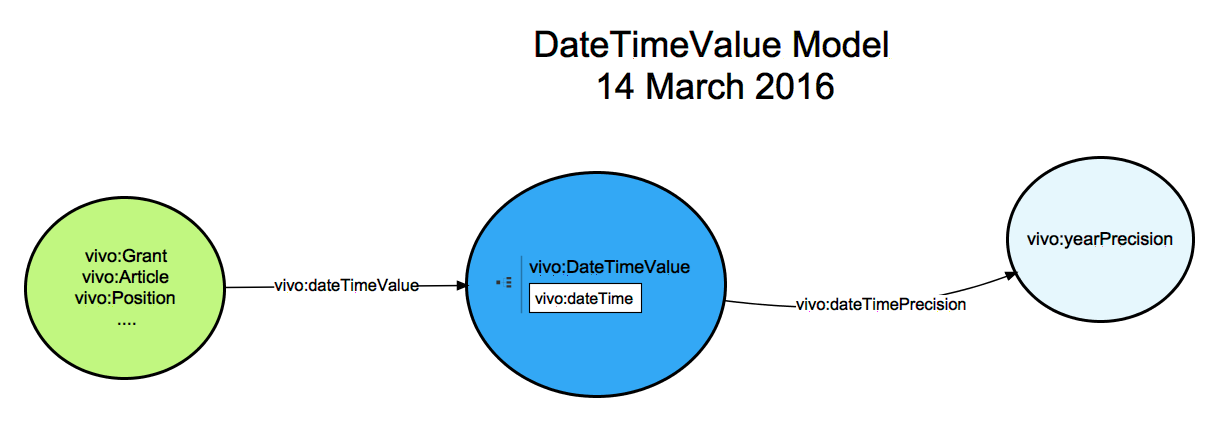 DateTimeValue Model
14 March 2016
vivo:Grant
vivo:Article
vivo:Position
....
vivo:dateTimeValue
vivo:DateTimeValue
vivo:dateTime
vivo:dateTimePrecision
vivo:yearPrecision